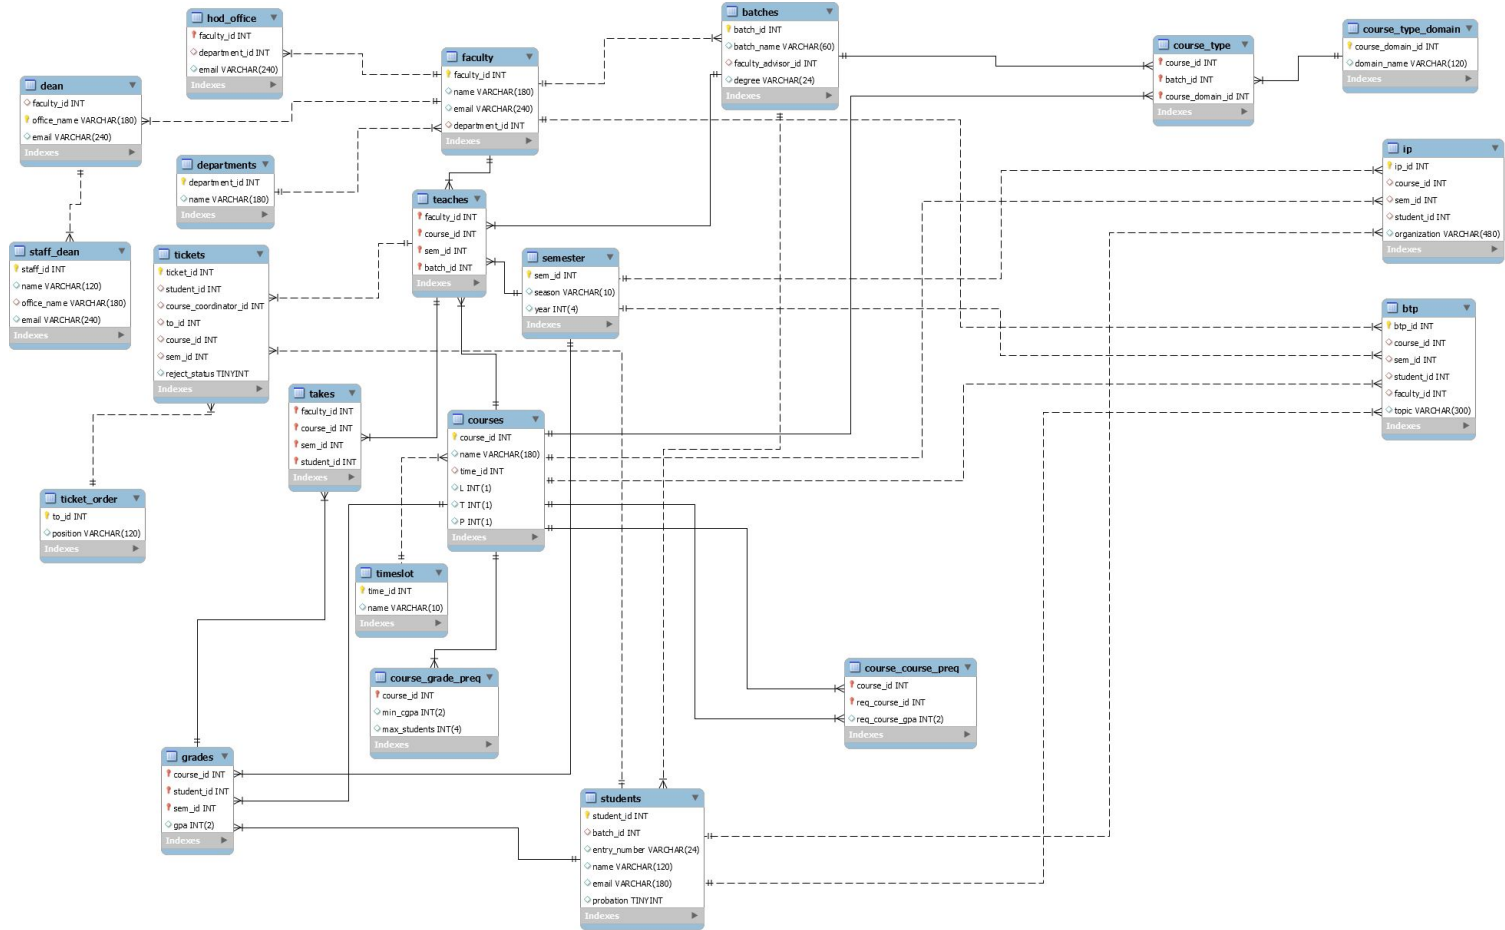 hod_office
faculty_id INT
department_id INT
email VARCHAR(240)
Indexes
dean
faculty_id INT
office_name VARCHAR(180)
email VARCHAR(240)
Indexes
departments
department_id INT
name VARCHAR(180)
Indexes
faculty
faculty_id INT
name VARCHAR(180)
email VARCHAR(240)
department_id INT
Indexes
batches
batch_id INT
batch_name VARCHAR(60)
faculty_advisor_id INT
degree VARCHAR(24)
Indexes
course_type
course_id INT
batch_id INT
course_domain_id INT
Indexes
course_type_domain
course_domain_id INT
domain_name VARCHAR(120)
Indexes
ip
ip_id INT
course_id INT
sem_id INT
student_id INT
organization VARCHAR(480)
Indexes
teaches
faculty_id INT
course_id INT
sem_id INT
batch_id INT
Indexes
staff_dean
staff_id INT
name VARCHAR(120)
office_name VARCHAR(180)
email VARCHAR(240)
Indexes
tickets
ticket_id INT
student_id INT
course_coordinator_id INT
to_id INT
course_id INT
sem_id INT
reject_status TINYINT
Indexes
semester
sem_id INT
season VARCHAR(10)
year INT(4)
Indexes
btp
btp_id INT
course_id INT
sem_id INT
student_id INT
faculty_id INT
topic VARCHAR(300)
Indexes
takes
faculty_id INT
course_id INT
sem_id INT
student_id INT
Indexes
courses
course_id INT
name VARCHAR(180)
time_id INT
L INT(1)
T INT(1)
P INT(1)
Indexes
ticket_order
to_id INT
position VARCHAR(120)
Indexes
timeslot
time_id INT
name VARCHAR(10)
Indexes
course_grade_preq
course_id INT
min_cgpa INT(2)
max_students INT(4)
Indexes
course_course_preq
course_id INT
req_course_id INT
req_course_gpa INT(2)
Indexes
grades
course_id INT
student_id INT
sem_id INT
gpa INT(2)
Indexes
students
student_id INT
batch_id INT
entry_number VARCHAR(24)
name VARCHAR(120)
email VARCHAR(180)
probation TINYINT
Indexes